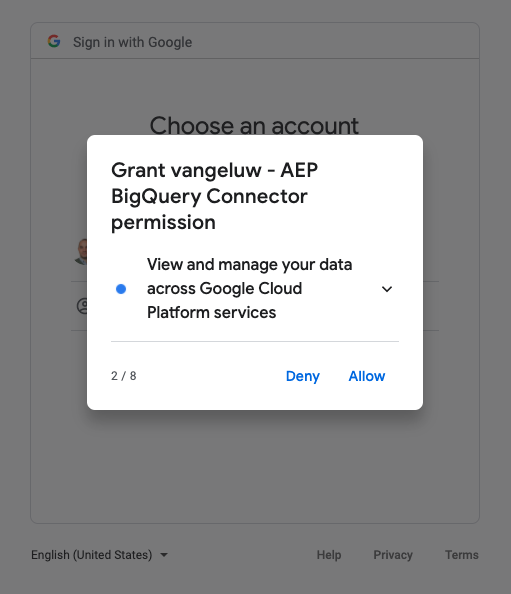 Sign in with Google
Choose an account
Grant vangeluw - AEP
BigQuery Connector
permission
View and manage your data
across Google Cloud
Platform services
2 / 8
Deny
Allow
English (United States)
Help
Privacy
Terms